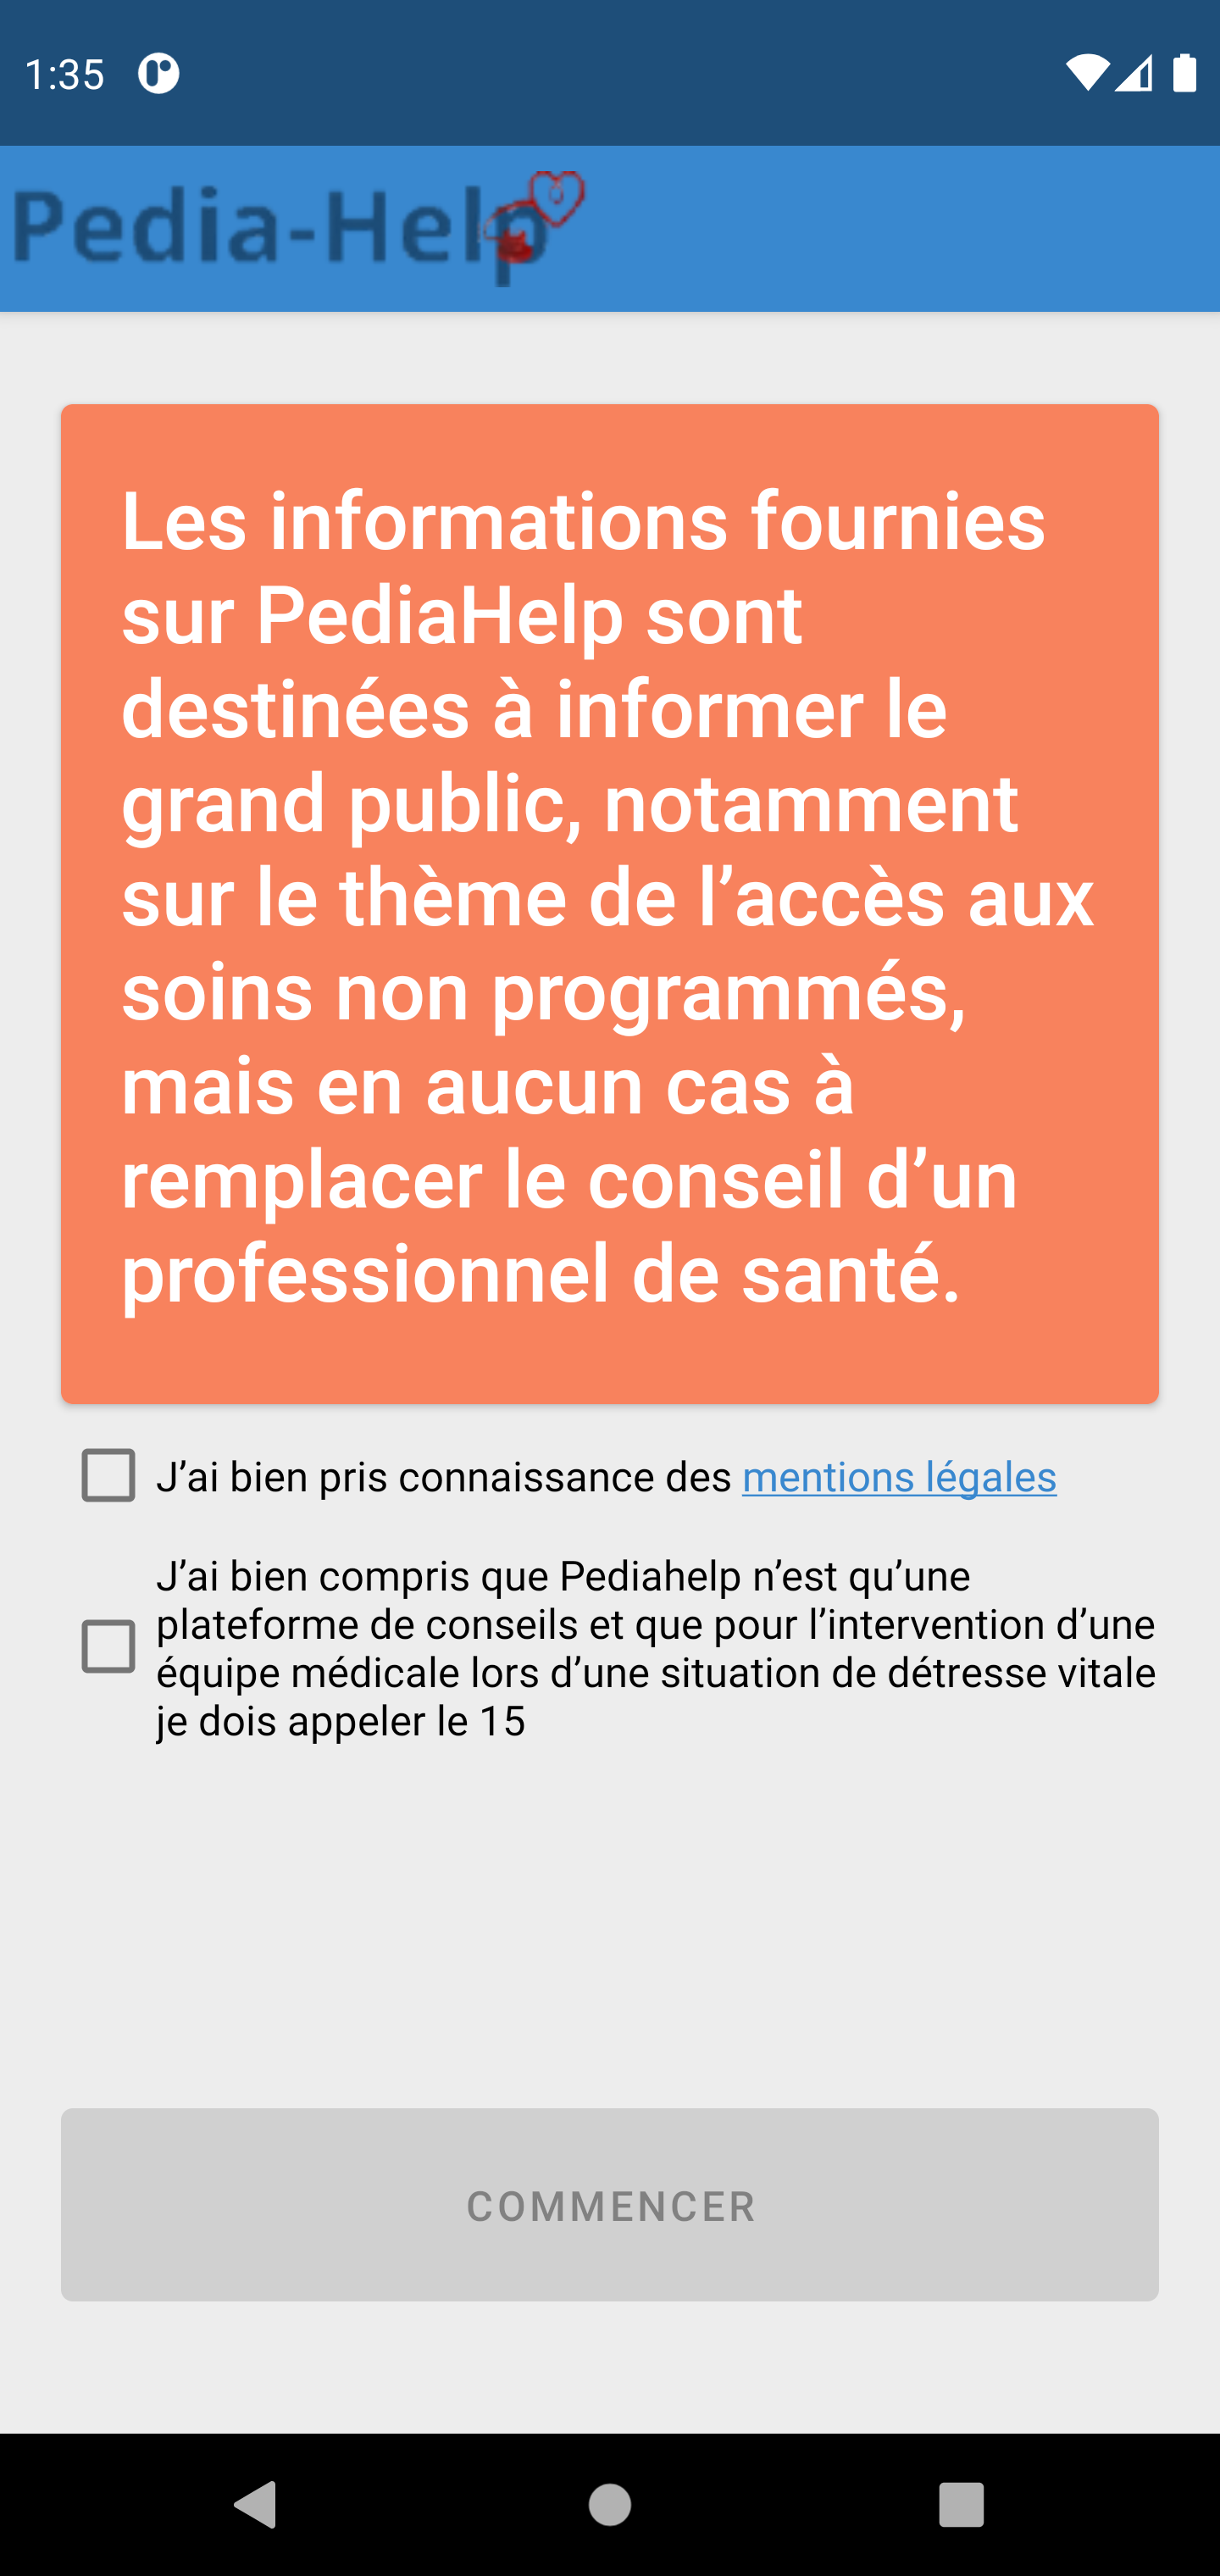 1:35
Pedia-Help
Les informations fournies
sur PediaHelp sont
destinées à informer le
grand public, notamment
sur le thème de l’accès aux
soins non programmés,
mais en aucun cas à
remplacer le conseil d’un
professionnel de santé.
J’ai bien pris connaissance des mentions légales
J’ai bien compris que Pediahelp n’est qu’une
plateforme de conseils et que pour l’intervention d’une
équipe médicale lors d’une situation de détresse vitale
je dois appeler le 15
COMMENCER